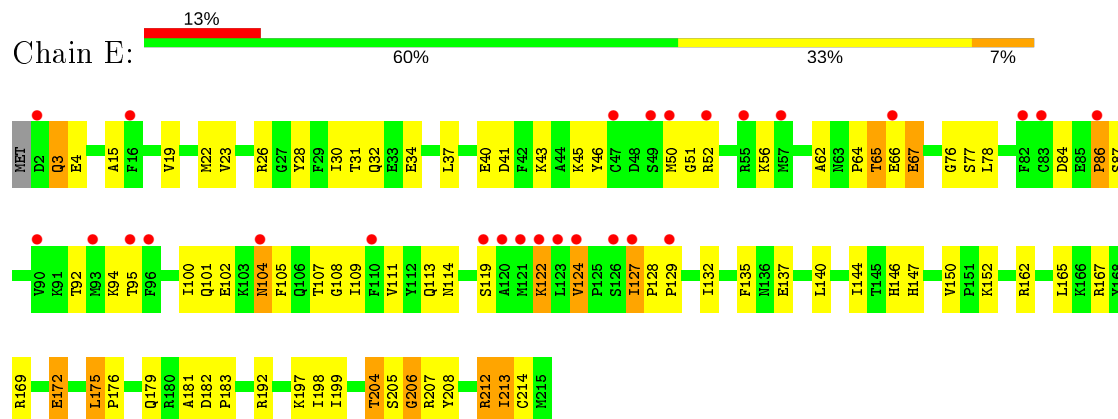 13%
Chain E:
60% 33% 7%
MET D2 Q3 E4 A15 F16 V19 M22 V23 R26 G27 Y28 F29 I30 T31 Q32 E33 E34 L37 E40 D41 F42 K43 A44 K45 Y46 C47 D48 S49 M50 G51 R52 R55 K56 M57 A62 N63 P64 T65 E66 E67 G76 S77 L78 F82 C83 D84 E85 P86 S87
V90 K91 T92 M93 K94 T95 F96 I100 Q101 E102 K103 N104 F105 Q106 T107 G108 I109 F110 V111 Y112 Q113 N114 S119 A120 M121 K122 L123 V124 P125 S126 I127 P128 P129 I132 F135 N136 E137 L140 I144 T145 H146 H147 V150 P151 K152 R162 L165 K166 R167 Y168
R169 E172 L175 P176 Q179 R180 A181 D182 P183 R192 K197 I198 I199 T204 S205 G206 R207 Y208 R212 I213 C214 M215